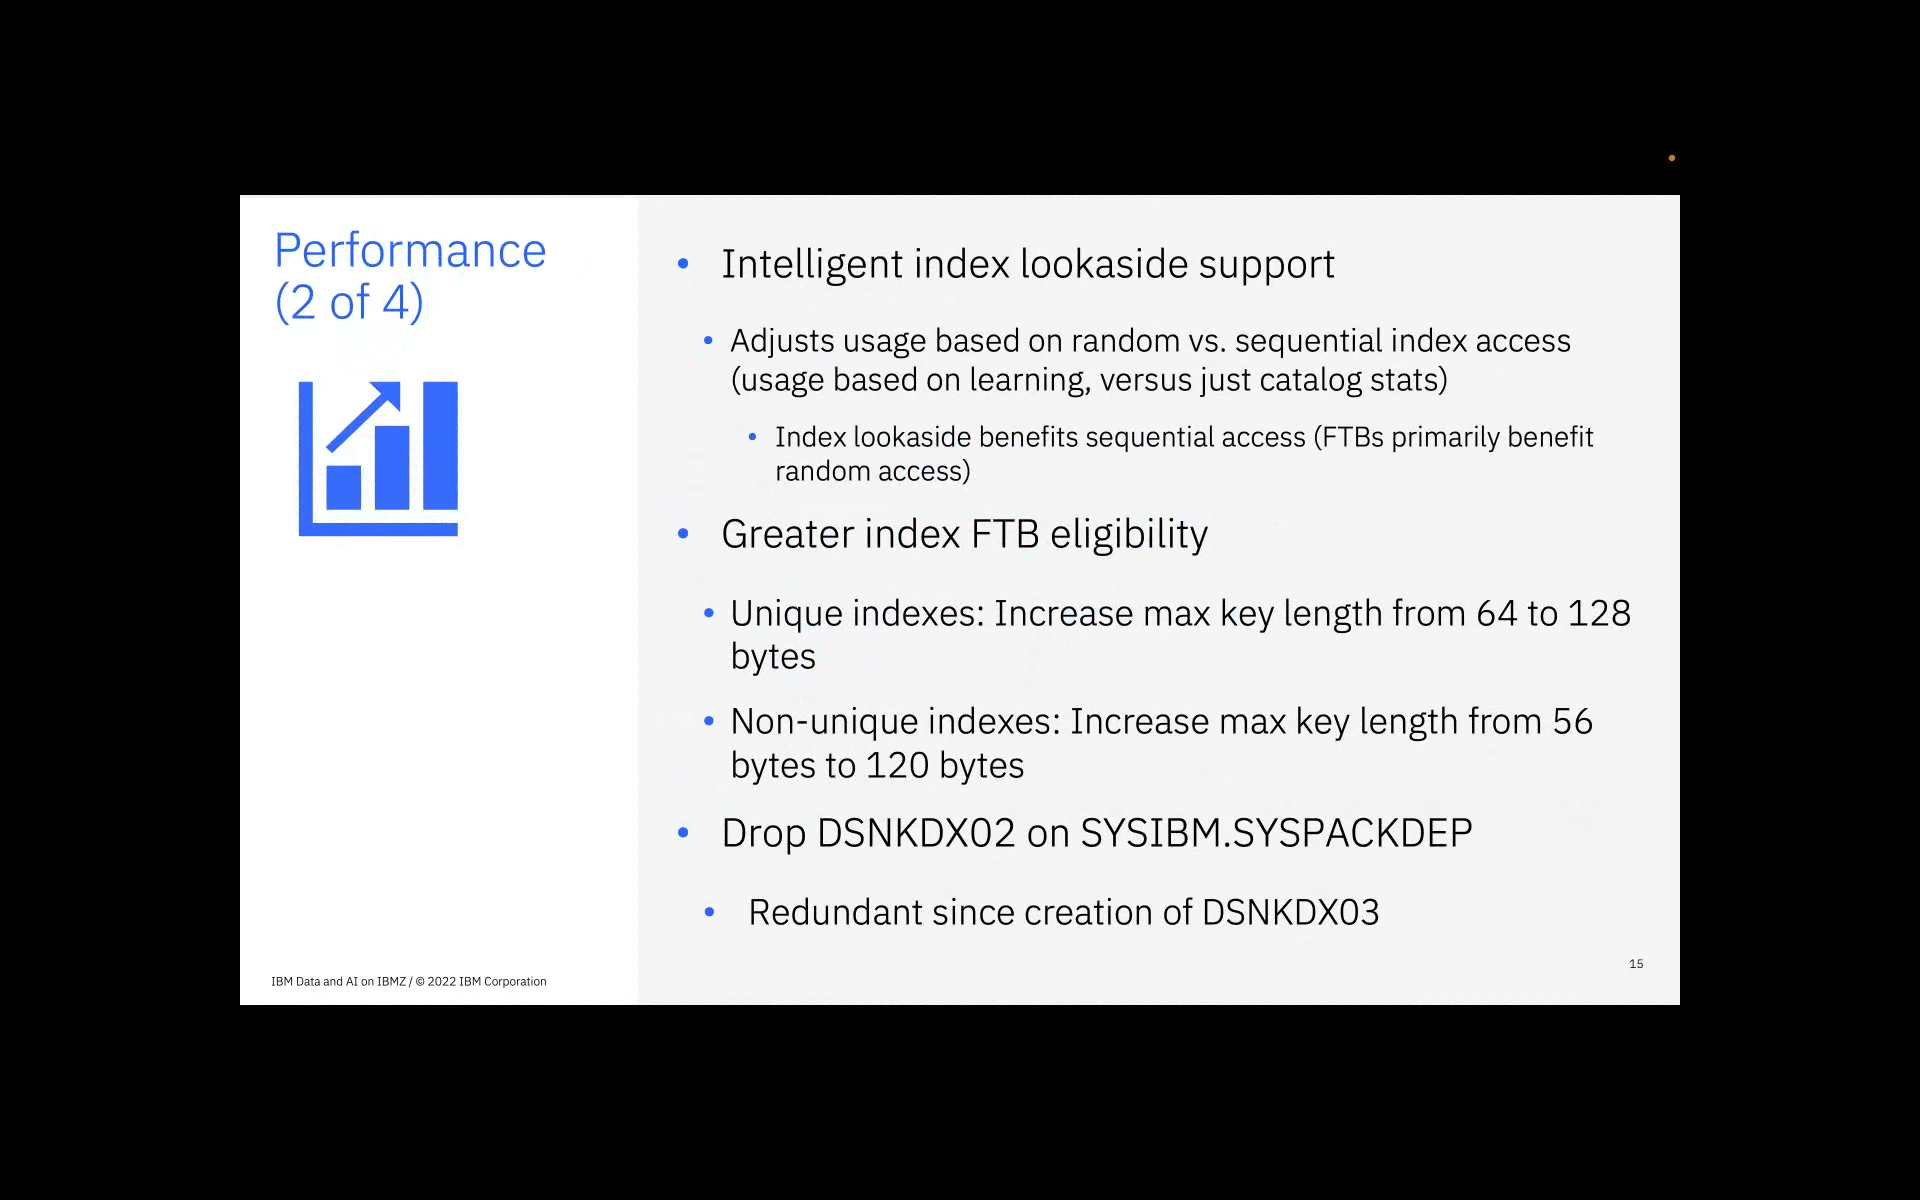 Performance
(2 of 4)
• Intelligent index lookaside support
• Adjusts usage based on random vs. sequential index access
(usage based on learning, versus just catalog stats)
• Index lookaside benefits sequential access (FTBs primarily benefit
random access)
• Greater index FTB eligibility
• Unique indexes: Increase max key length from 64 to 128
bytes
• Non-unique indexes: Increase max key length from 56
bytes to 120 bytes
• Drop DSNKDX02 on SYSIBM.SYSPACKDEP
• Redundant since creation of DSNKDX03
IBM Data and AI on IBMZ / © 2022 IBM Corporation
15